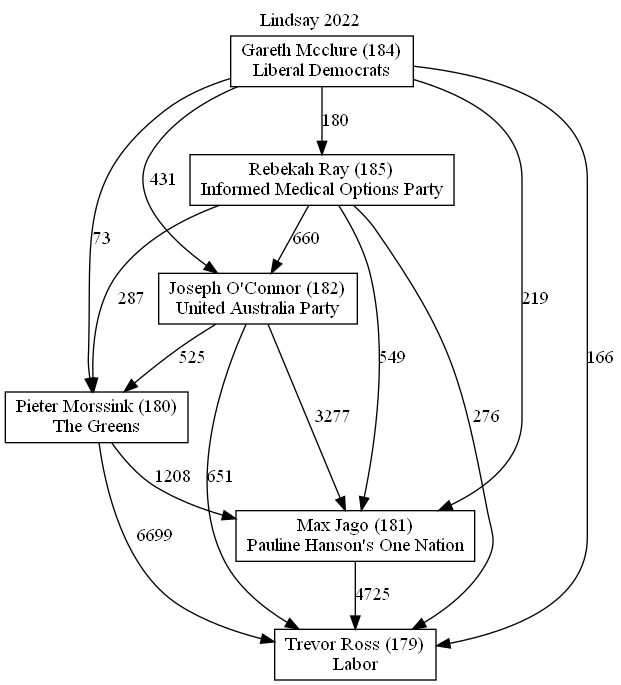 Lindsay 2022
Gareth Mcclure (184)
Liberal Democrats
180
Rebekah Ray (185)
Informed Medical Options Party
431
73
660
287
Joseph O'Connor (182)
United Australia Party
219
166
525
549
Pieter Morssink (180)
The Greens
3277
276
1208
651
Max Jago (181)
Pauline Hanson's One Nation
6699
4725
Trevor Ross (179)
Labor